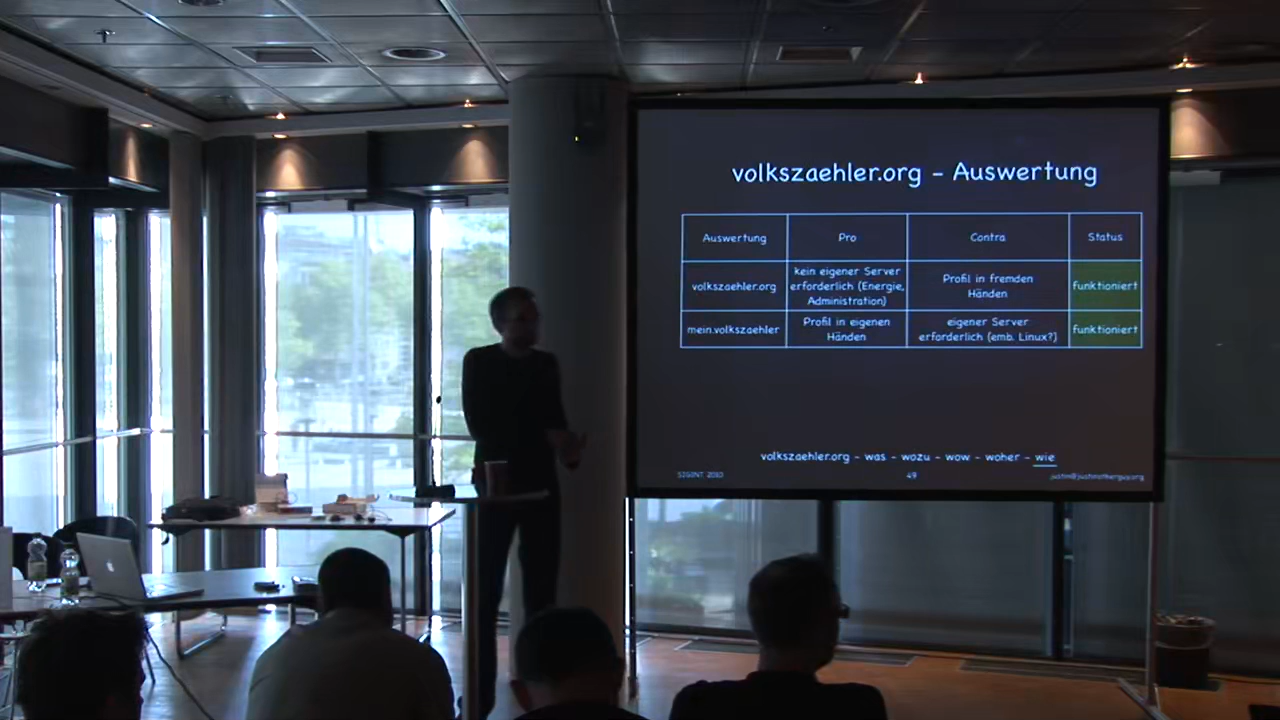 volkszaehler.org - Auswertung
Auswertung Pro Contra Status
volkszaehler.org
kein eigener Server
erforderlich (Energie,
Administration)
Profil in fremden
Händen
funktioniert
mein.volkszaehler
Profil in eigenen
Händen
eigener Server
erforderlich (emb. Linux?)
funktioniert
volkszaehler.org - was - wozu - wow - woher - wie
SIGINT 2010
49